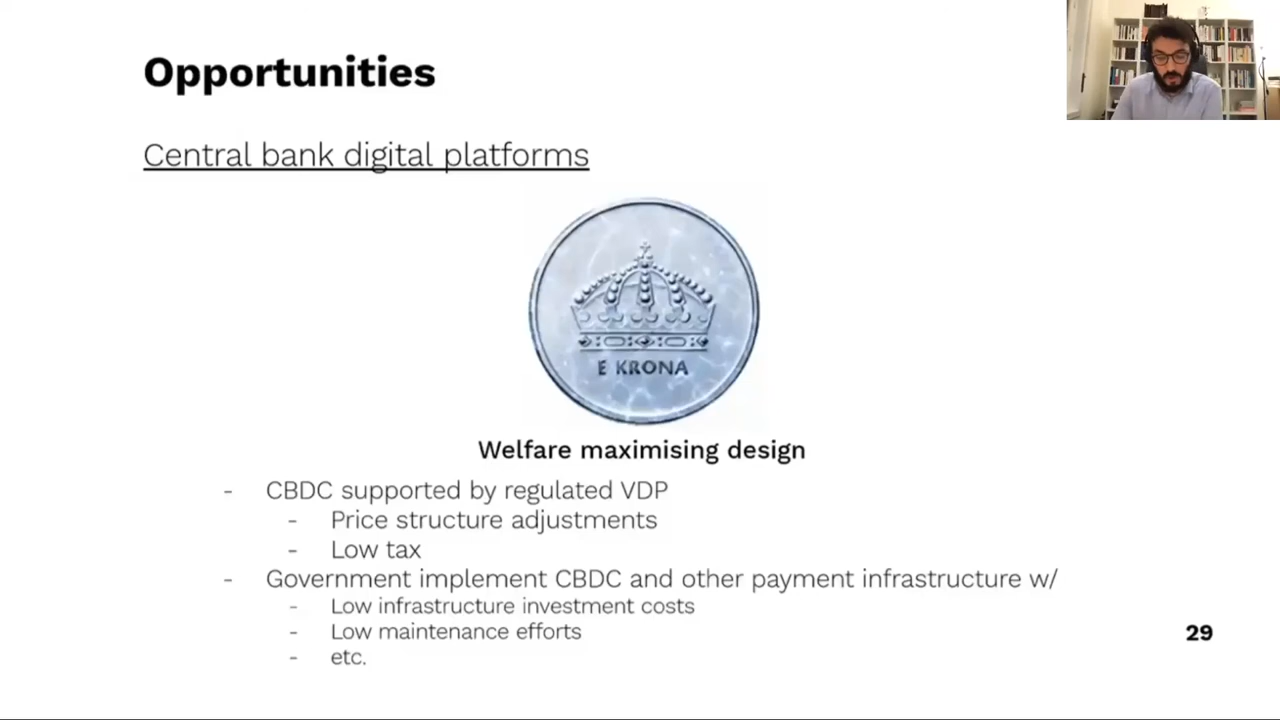 Opportunities
Central bank digital platforms
E KRONA
Welfare maximising design
- CBDC supported by regulated VDP
- Price structure adjustments
- Low tax
- Government implement CBDC and other payment infrastructure w/
- Low infrastructure investment costs
- Low maintenance efforts
- etc.
29